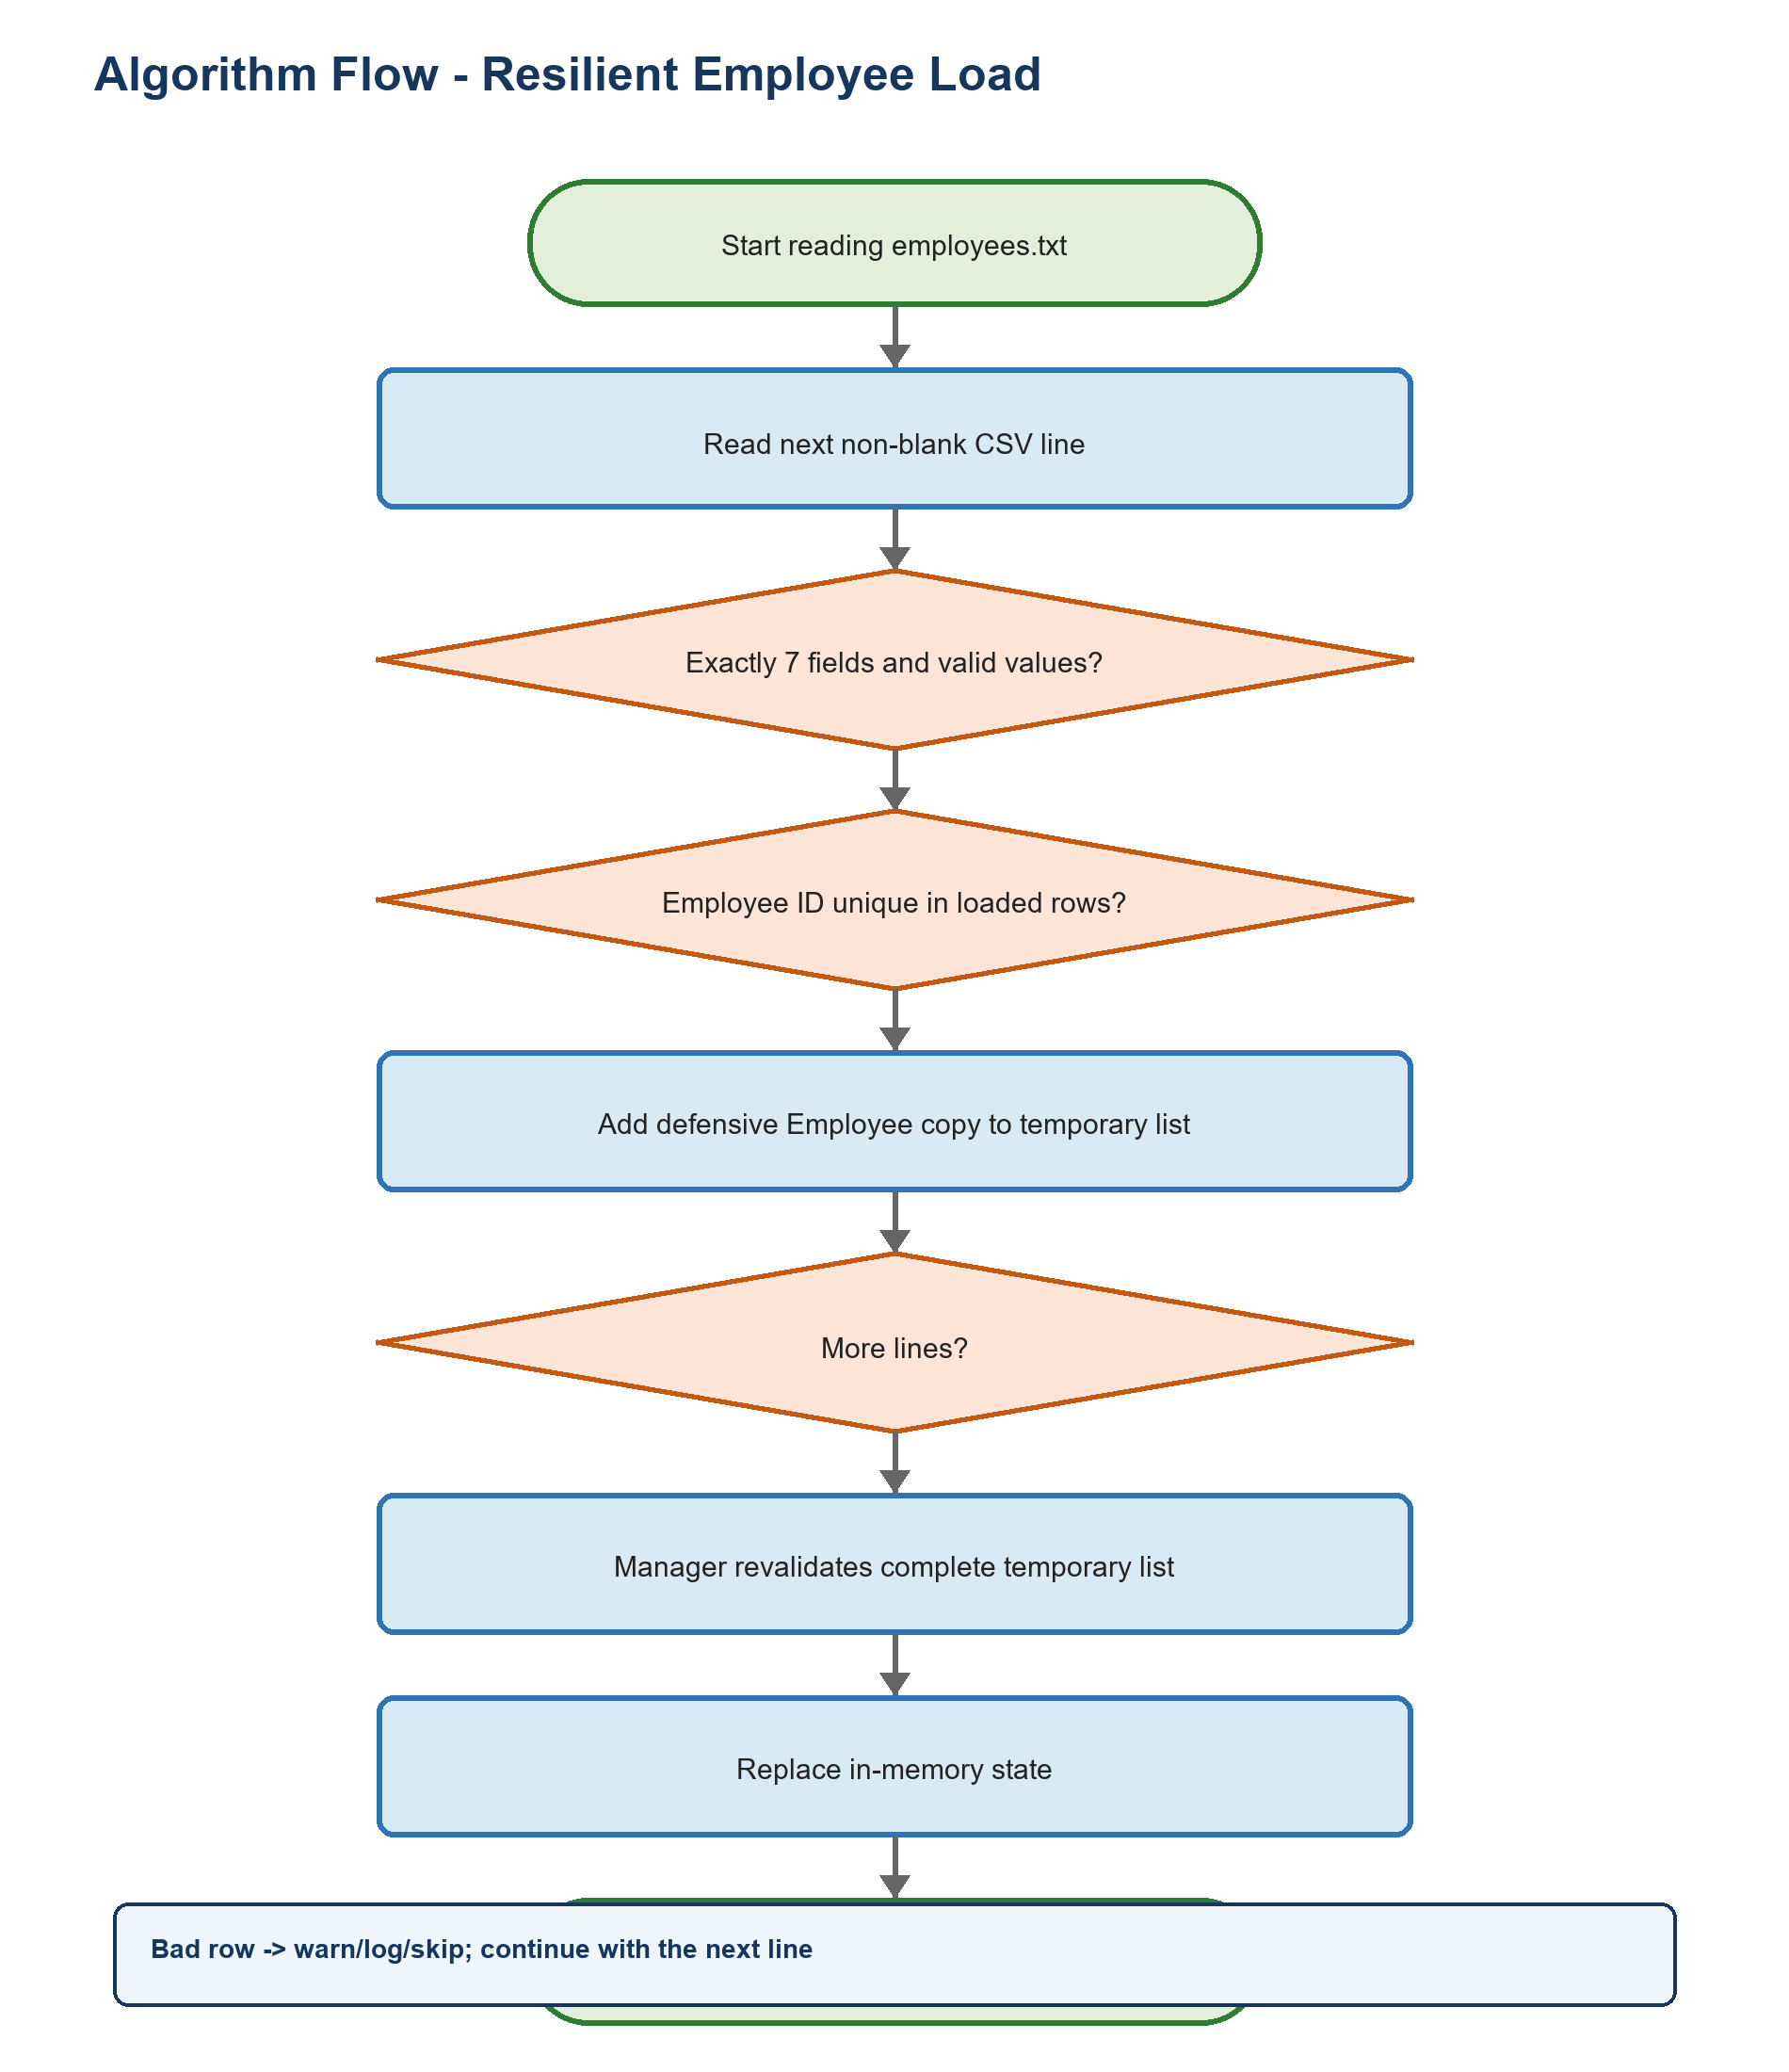 Algorithm Flow - Resilient Employee Load
Start reading employees.txt
Read next non-blank CSV line
Exactly 7 fields and valid values?
Employee ID unique in loaded rows?
Add defensive Employee copy to temporary list
More lines?
Manager revalidates complete temporary list
Replace in-memory state
Bad row -> warn/log/skip; continue with the next line